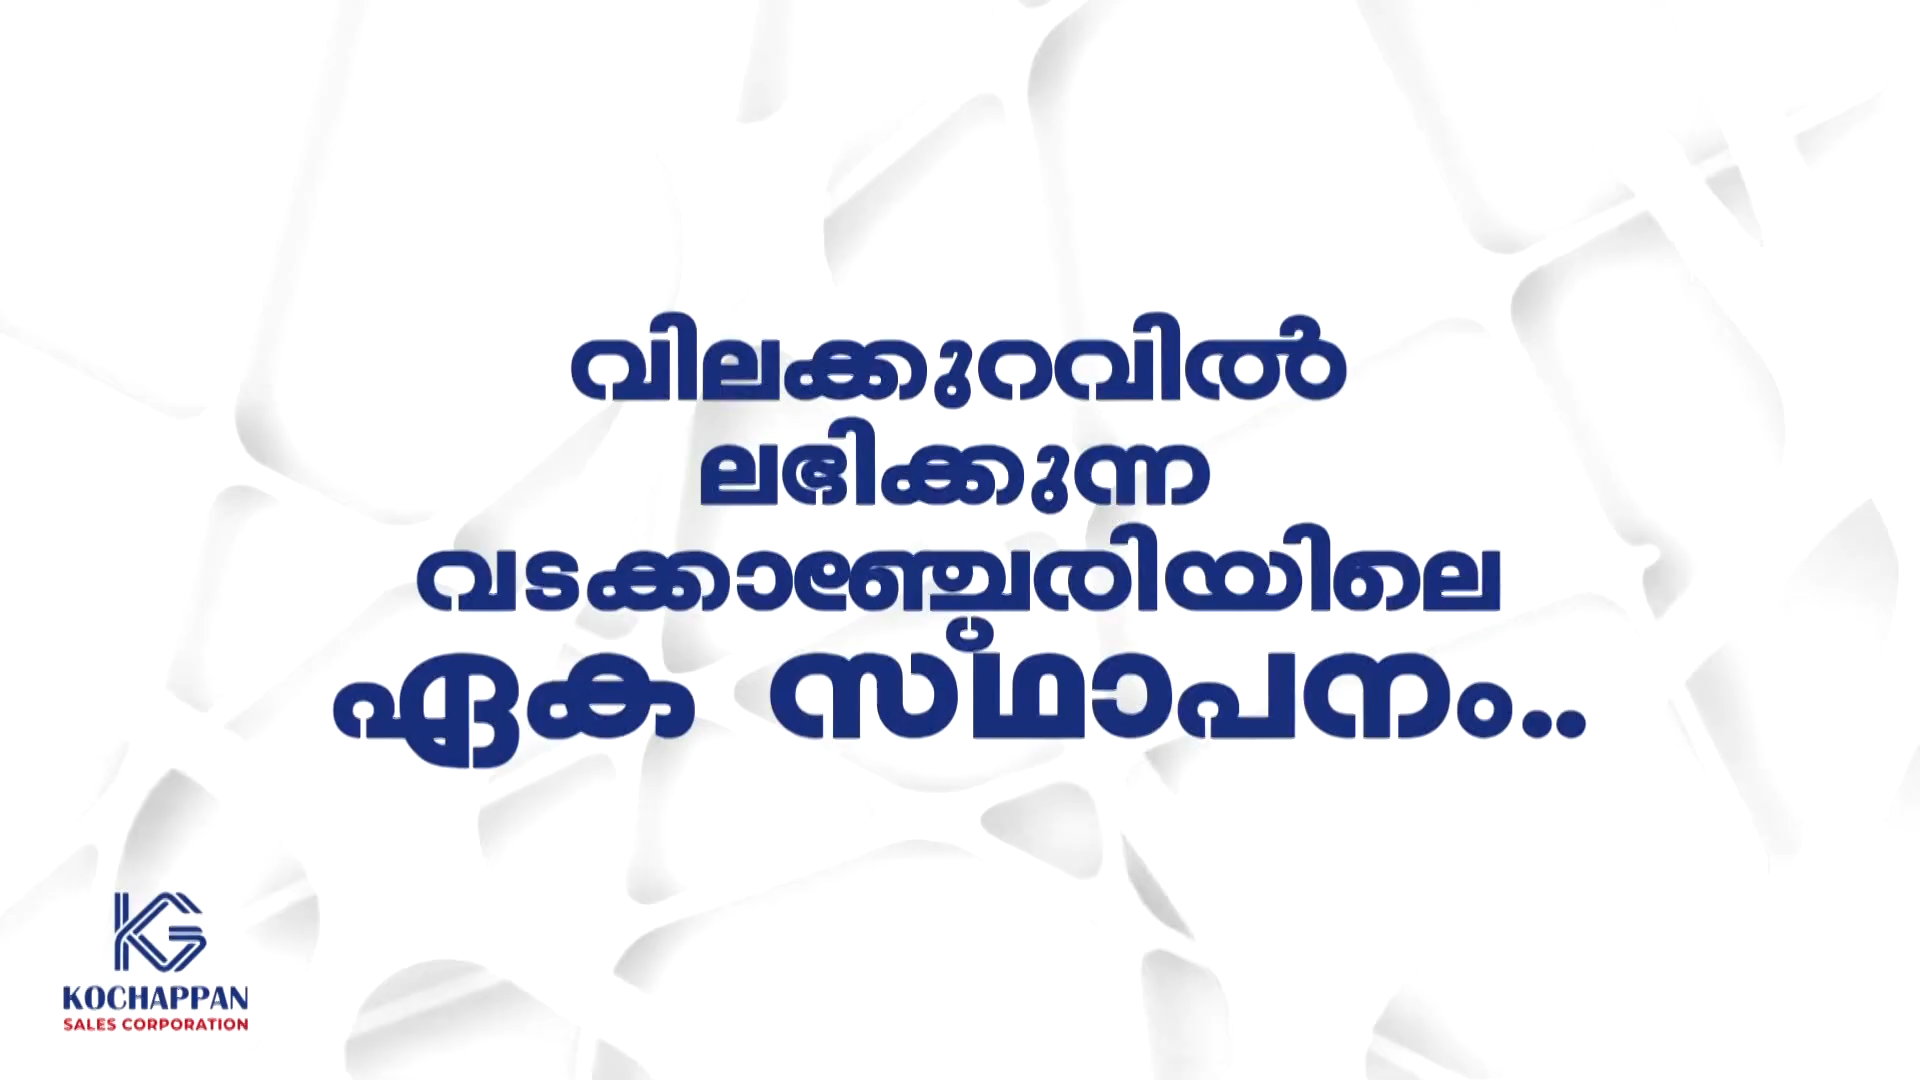 വിലക്കുറവിൽ
ലഭിക്കുന്ന
വടക്കാഞ്ചേരിയിലെ
ഏക സ്ഥാപനം..
KOCHAPPAN
SALES CORPORATION